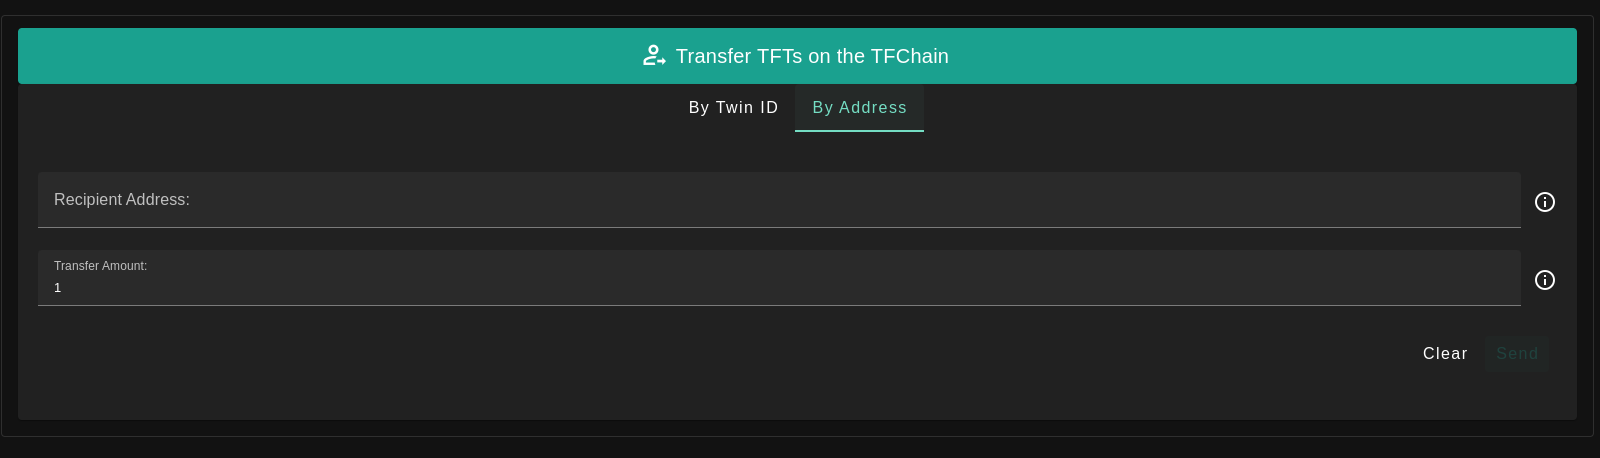 Transfer TFTs on the TFChain
By Twin ID By Address
Recipient Address:
Transfer Amount:
1
Clear Send